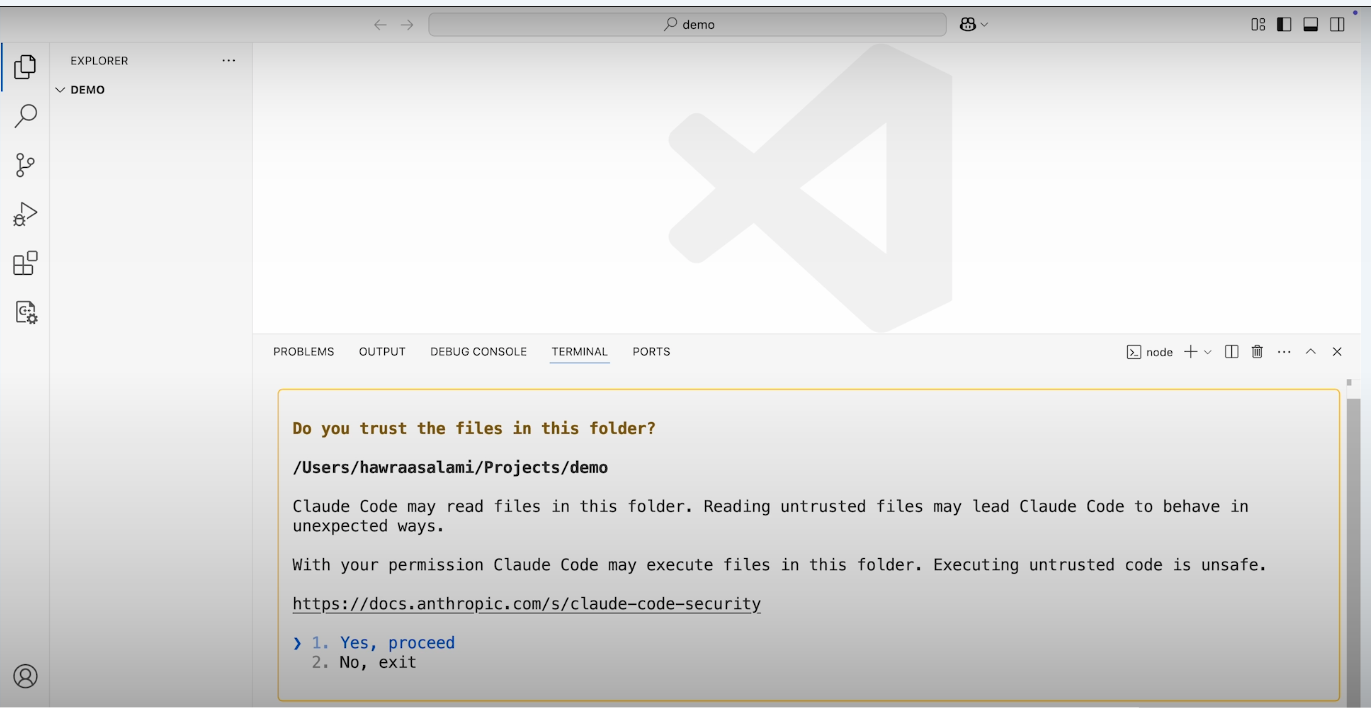 demo
EXPLORER
DEMO
PROBLEMS OUTPUT DEBUG CONSOLE TERMINAL PORTS
node
Do you trust the files in this folder?
/Users/hawraasalami/Projects/demo
Claude Code may read files in this folder. Reading untrusted files may lead Claude Code to behave in
unexpected ways.
With your permission Claude Code may execute files in this folder. Executing untrusted code is unsafe.
https://docs.anthropic.com/s/claude-code-security
❯ 1. Yes, proceed
2. No, exit